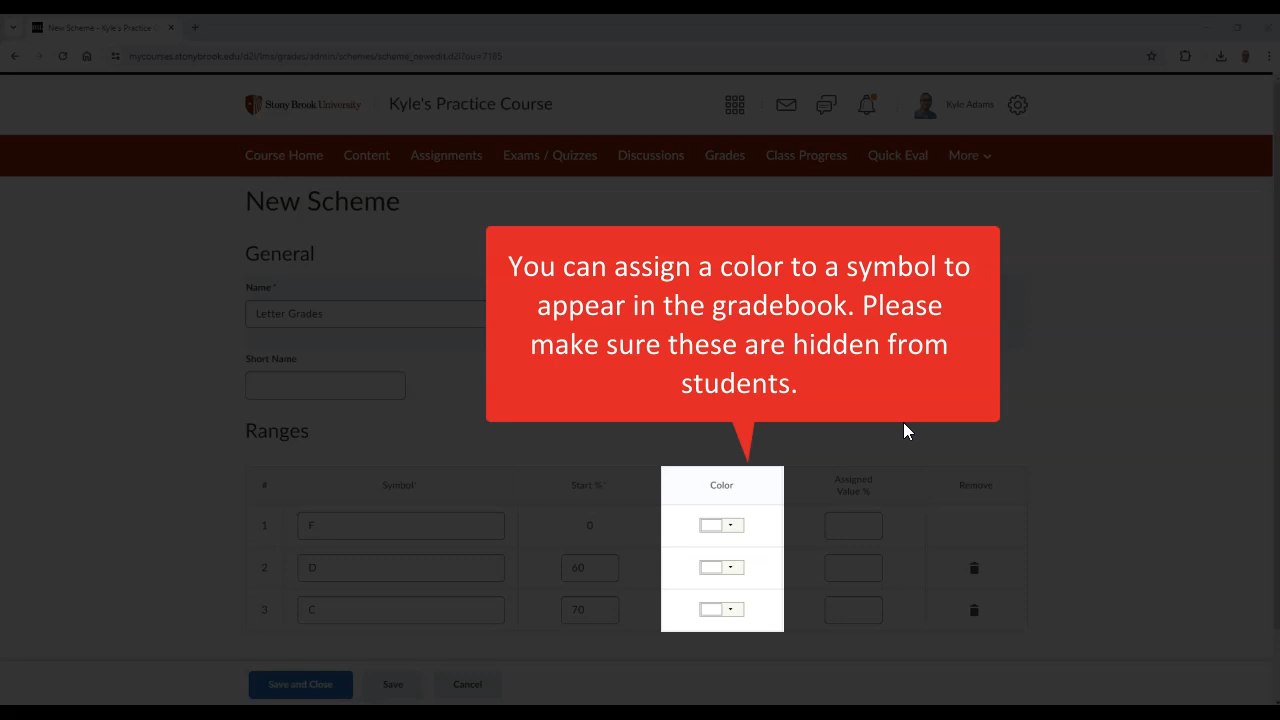 New Scheme - Kyle's Practice C
mycourses.stonybrook.edu/d2l/lms/grades/admin/schemes/scheme_newedit.d2l?ou=7185
Stony Brook University
Kyle's Practice Course
Kyle Adams
Course Home Content Assignments Exams / Quizzes Discussions Grades Class Progress Quick Eval More
New Scheme
General
Name *
Letter Grades
Short Name
You can assign a color to a symbol to
appear in the gradebook. Please
make sure these are hidden from
students.
Ranges
# Symbol* Start %* Color Assigned Value % Remove
1 F 0
2 D 60
3 C 70
Save and Close Save Cancel